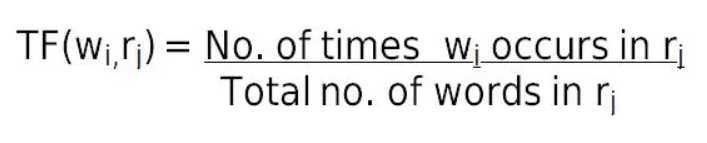 TF(wi,rj) = No. of times wi occurs in rj
Total no. of words in rj